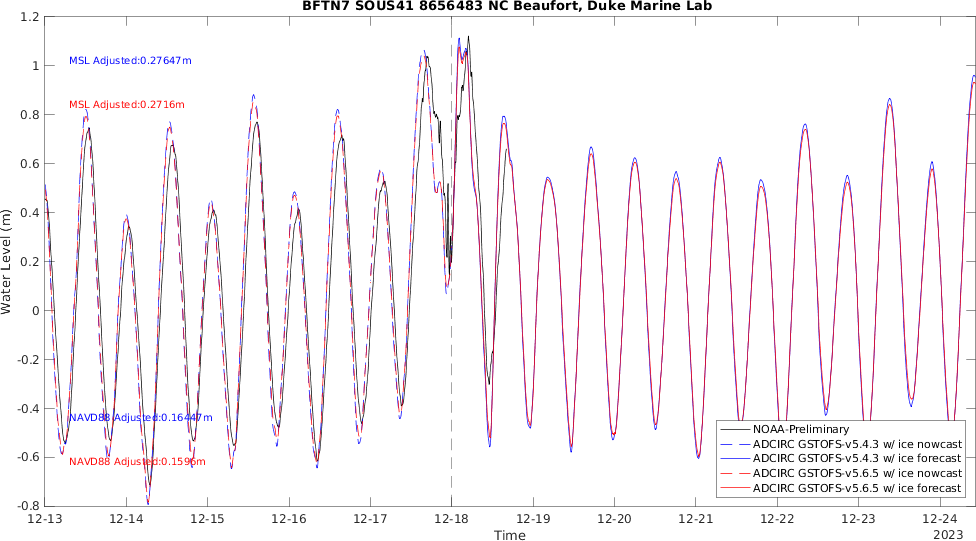 BFTN7 SOUS41 8656483 NC Beaufort, Duke Marine Lab
1.2
1
0.8
0.6
0.4
0.2
0
-0.2
-0.4
-0.6
-0.8
Water Level (m)
MSL Adjusted:0.27647m
MSL Adjusted:0.2716m
NAVD88 Adjusted:0.16447m
NAVD88 Adjusted:0.1596m
NOAA-Preliminary
ADCIRC GSTOFS-v5.4.3 w/ ice nowcast
ADCIRC GSTOFS-v5.4.3 w/ ice forecast
ADCIRC GSTOFS-v5.6.5 w/ ice nowcast
ADCIRC GSTOFS-v5.6.5 w/ ice forecast
12-13 12-14 12-15 12-16 12-17 12-18 12-19 12-20 12-21 12-22 12-23 12-24
Time
2023